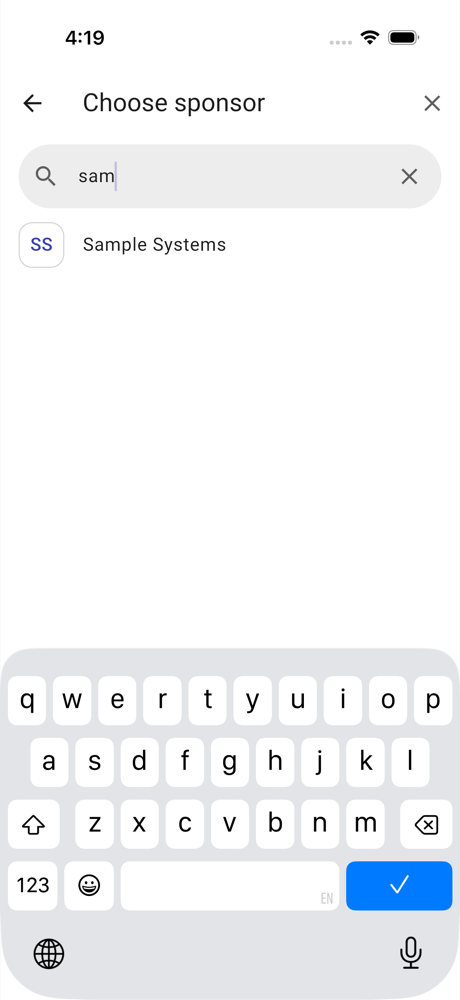 4:19
Choose sponsor
sam
SS
Sample Systems
q w e r t y u i o p
a s d f g h j k l
z x c v b n m
123
EN